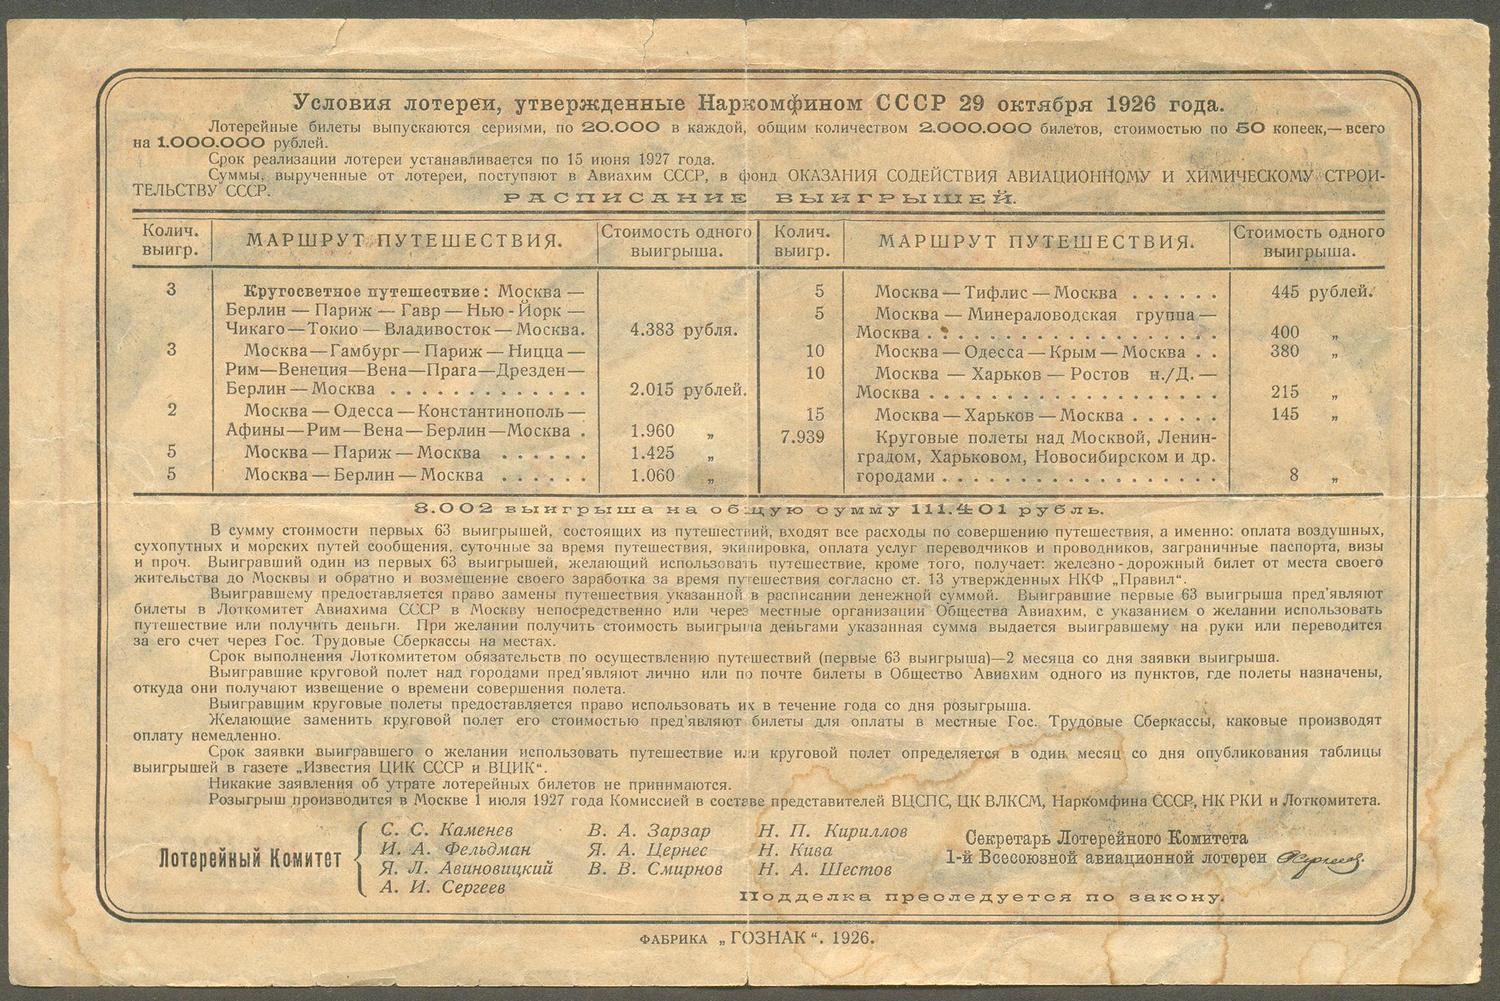 Условия лотереи, утвержденные Наркомфином СССР 29 октября 1926 года.
Лотерейные билеты выпускаются сериями, по 20.000 в каждой, общим количеством 2.000.000 билетов, стоимостью по 50 копеек,—всего
на 1.000.000 рублей.
Срок реализации лотереи устанавливается по 15 июня 1927 года.
Суммы, вырученные от лотереи, поступают в Авиахим СССР, в фонд ОКАЗАНИЯ СОДЕЙСТВИЯ АВИАЦИОННОМУ И ХИМИЧЕСКОМУ СТРОИ-
ТЕЛЬСТВУ СССР.
РАСПИСАНИЕ ВЫИГРЫШЕЙ.
Колич. выигр. МАРШРУТ ПУТЕШЕСТВИЯ. Стоимость одного выигрыша.
3 Кругосветное путешествие: Москва —
Берлин — Париж — Гавр — Нью-Йорк —
Чикаго—Токио — Владивосток — Москва. 4.383 рубля.
3 Москва—Гамбург—Париж—Ницца—
Рим—Венеция—Вена—Прага—Дрезден—
Берлин—Москва . . . . . . . . . . . . . 2.015 рублей.
2 Москва—Одесса—Константинополь—
Афины—Рим—Вена—Берлин—Москва . 1.960 „
5 Москва—Париж—Москва . . . . . . 1.425 „
5 Москва—Берлин—Москва . . . . . . 1.060 „
Колич. выигр. МАРШРУТ ПУТЕШЕСТВИЯ. Стоимость одного выигрыша.
5 Москва—Тифлис—Москва . . . . . . 445 рублей.
5 Москва — Минераловодская группа—
Москва . . . . . . . . . . . . . . . . . . 400 „
10 Москва—Одесса—Крым—Москва . . 380 „
10 Москва — Харьков — Ростов н./Д. —
Москва . . . . . . . . . . . . . . . . . . 215 „
15 Москва—Харьков—Москва . . . . . . 145 „
7.939 Круговые полеты над Москвой, Ленин-
градом, Харьковом, Новосибирском и др.
городами . . . . . . . . . . . . . . . . . 8 „
8.002 выигрыша на общую сумму 111.401 рубль.
В сумму стоимости первых 63 выигрышей, состоящих из путешествий, входят все расходы по совершению путешествия, а именно: оплата воздушных,
сухопутных и морских путей сообщения, суточные за время путешествия, экипировка, оплата услуг переводчиков и проводников, заграничные паспорта, визы
и проч. Выигравший один из первых 63 выигрышей, желающий использовать путешествие, кроме того, получает: железно-дорожный билет от места своего
жительства до Москвы и обратно и возмещение своего заработка за время путешествия согласно ст. 13 утвержденных НКФ „Правил“.
Выигравшему предоставляется право замены путешествия указанной в расписании денежной суммой. Выигравшие первые 63 выигрыша пред'являют
билеты в Лоткомитет Авиахима СССР в Москву непосредственно или через местные организации Общества Авиахим, с указанием о желании использовать
путешествие или получить деньги. При желании получить стоимость выигрыша деньгами указанная сумма выдается выигравшему на руки или переводится
за его счет через Гос. Трудовые Сберкассы на местах.
Срок выполнения Лоткомитетом обязательств по осуществлению путешествий (первые 63 выигрыша)—2 месяца со дня заявки выигрыша.
Выигравшие круговой полет над городами пред'являют лично или по почте билеты в Общество Авиахим одного из пунктов, где полеты назначены,
откуда они получают извещение о времени совершения полета.
Выигравшим круговые полеты предоставляется право использовать их в течение года со дня розыгрыша.
Желающие заменить круговой полет его стоимостью пред'являют билеты для оплаты в местные Гос. Трудовые Сберкассы, каковые производят
оплату немедленно.
Срок заявки выигравшего о желании использовать путешествие или круговой полет определяется в один месяц со дня опубликования таблицы
выигрышей в газете „Известия ЦИК СССР и ВЦИК“.
Никакие заявления об утрате лотерейных билетов не принимаются.
Розыгрыш производится в Москве 1 июля 1927 года Комиссией в составе представителей ВЦСПС, ЦК ВЛКСМ, Наркомфина СССР, НК РКИ и Лоткомитета.
Лотерейный Комитет
С. С. Каменев
И. А. Фельдман
Я. Л. Авиновицкий
А. И. Сергеев
В. А. Зарзар
Я. А. Цернес
В. В. Смирнов
Н. П. Кириллов
Н. Кива
Н. А. Шестов
Секретарь Лотерейного Комитета
1-й Всесоюзной авиационной лотереи
Подделка преследуется по закону.
ФАБРИКА „ГОЗНАК“. 1926.